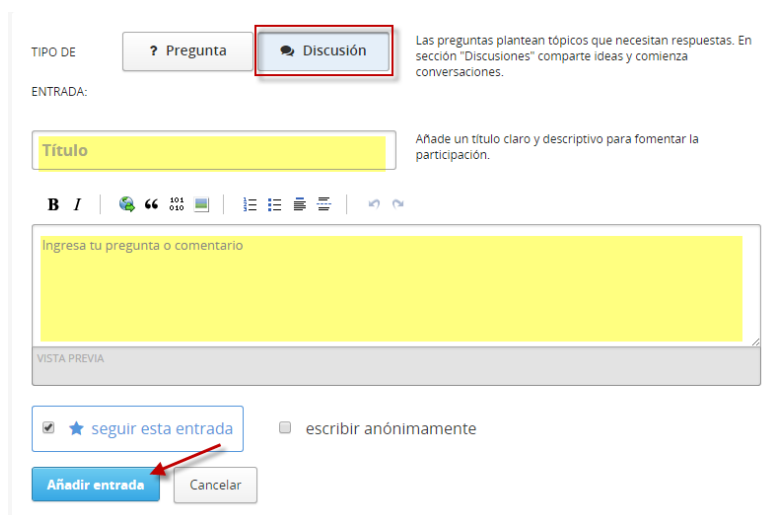 TIPO DE
ENTRADA:
? Pregunta
Discusión
Las preguntas plantean tópicos que necesitan respuestas. En
sección "Discusiones" comparte ideas y comienza
conversaciones.
Título
Añade un título claro y descriptivo para fomentar la
participación.
B I “ 101
010
Ingresa tu pregunta o comentario
VISTA PREVIA
seguir esta entrada
escribir anónimamente
Añadir entrada
Cancelar